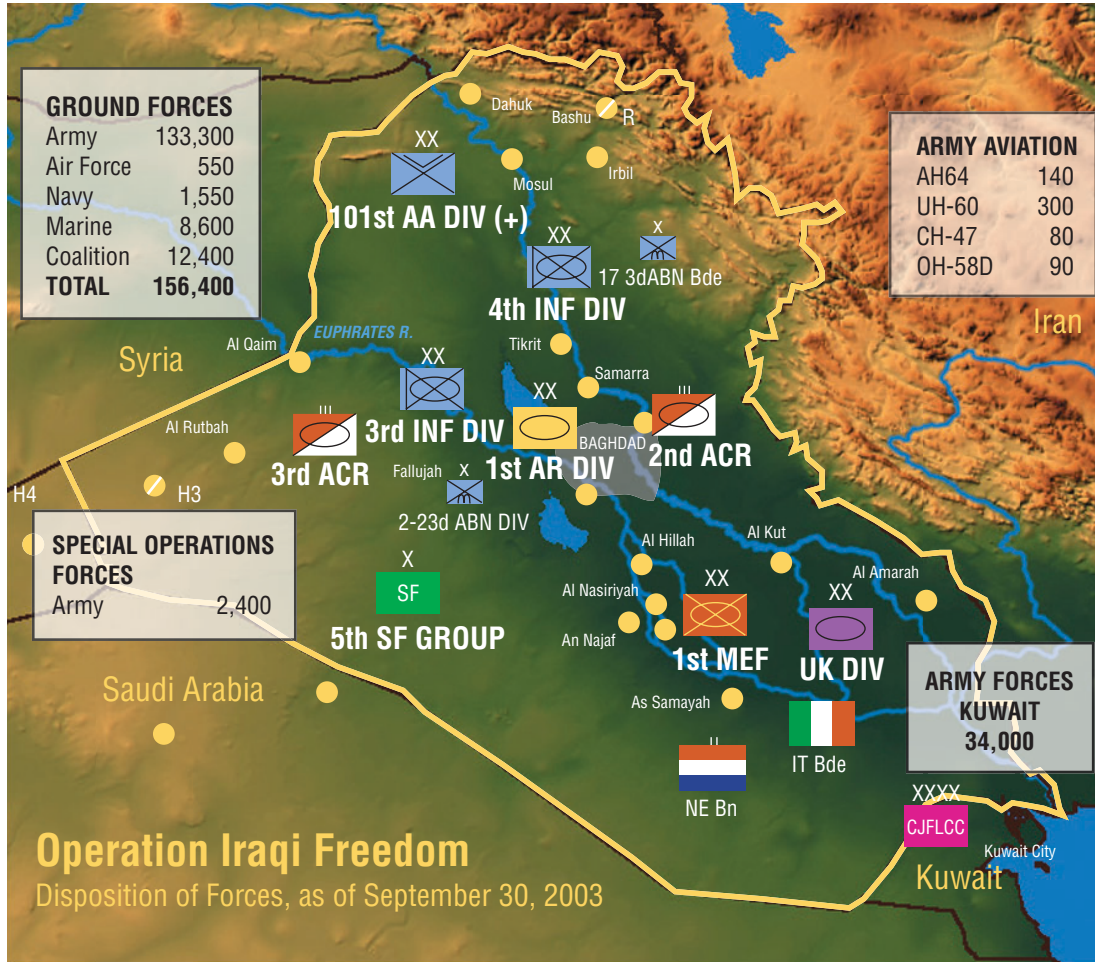 GROUND FORCES
Army 133,300
Air Force 550
Navy 1,550
Marine 8,600
Coalition 12,400
TOTAL 156,400
ARMY AVIATION
AH64 140
UH-60 300
CH-47 80
OH-58D 90
Dahuk
Bashu
R
Mosul
Irbil
XX
101st AA DIV (+)
XX
4th INF DIV
X
17 3dABN Bde
Iran
Syria
Al Qaim
EUPHRATES R.
Tikrit
Samarra
XX
3rd INF DIV
XX
1st AR DIV
BAGHDAD
III
2nd ACR
III
3rd ACR
Al Rutbah
H3
H4
Fallujah
X
2-23d ABN DIV
SPECIAL OPERATIONS
FORCES
Army 2,400
X
SF
5th SF GROUP
Al Hillah
Al Kut
Al Nasiriyah
Al Amarah
An Najaf
XX
1st MEF
XX
UK DIV
ARMY FORCES
KUWAIT
34,000
Saudi Arabia
As Samayah
IT Bde
II
NE Bn
XXXX
CJFLCC
Kuwait City
Kuwait
Operation Iraqi Freedom
Disposition of Forces, as of September 30, 2003